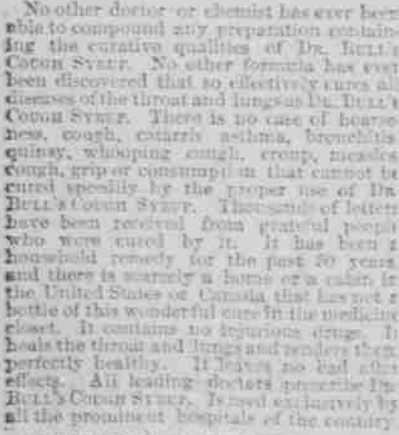 No other doctor or chemist has ever been
able to compound any preparation contain-
ing the curative qualities of DR. BULL'S
COUGH SYRUP. No other formula has ever
been discovered that so effectively cures all
diseases of the throat and lungs as DR. BULL'S
COUGH SYRUP. There is no case of hoarse-
ness, cough, catarrh asthma, bronchitis,
quinsy, whooping cough, croup, measles
cough, grip or consumption that cannot be
cured speedily by the proper use of DR.
BULL'S COUGH SYRUP. Thousands of letters
have been received from grateful people
who were cured by it. It has been a
household remedy for the past 50 years,
and there is scarcely a home or a cabin in
the United States or Canada that has not a
bottle of this wonderful cure in the medicine
closet. It contains no injurious drugs. It
heals the throat and lungs and renders them
perfectly healthy. It leaves no bad after
effects. All leading doctors prescribe DR.
BULL'S COUGH SYRUP. Is used exclusively by
all the prominent hospitals of the country